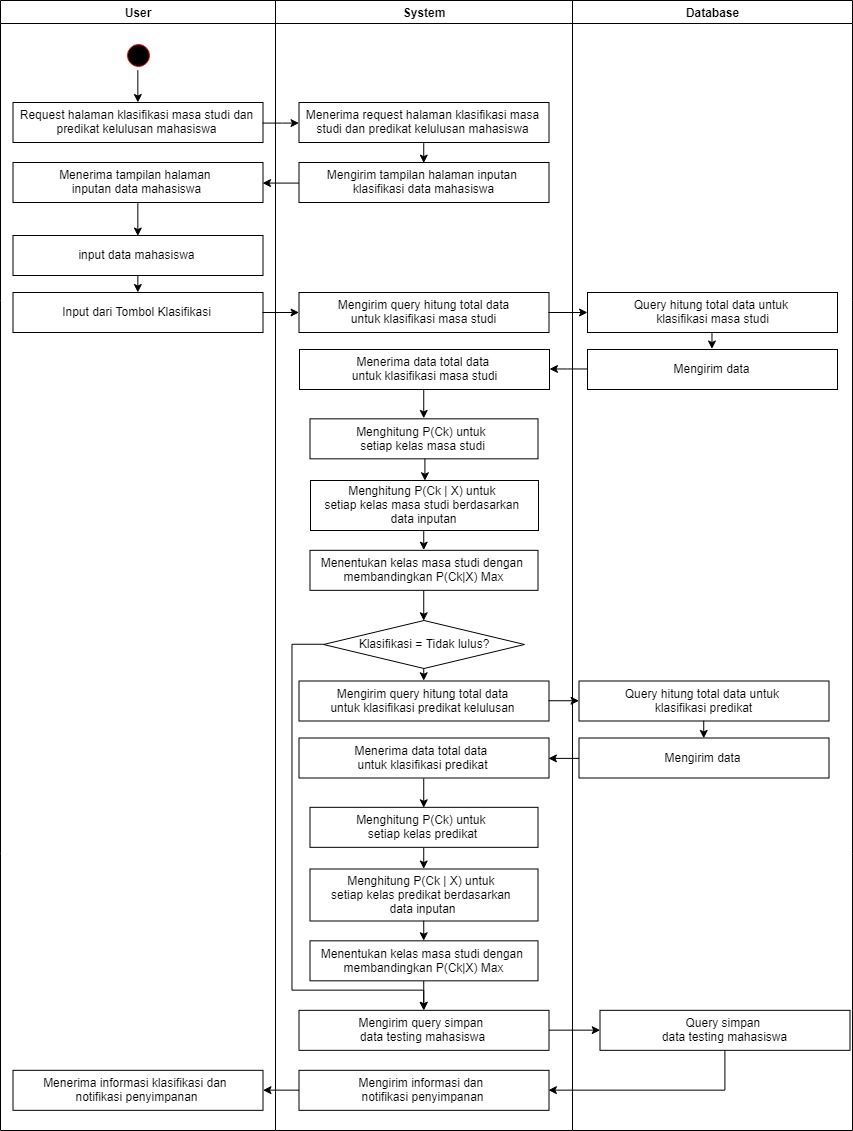 User
System
Database
Request halaman klasifikasi masa studi dan
predikat kelulusan mahasiswa
Menerima request halaman klasifikasi masa
studi dan predikat kelulusan mahasiswa
Menerima tampilan halaman
inputan data mahasiswa
Mengirim tampilan halaman inputan
klasifikasi data mahasiswa
input data mahasiswa
Input dari Tombol Klasifikasi
Mengirim query hitung total data
untuk klasifikasi masa studi
Query hitung total data untuk
klasifikasi masa studi
Menerima data total data
untuk klasifikasi masa studi
Mengirim data
Menghitung P(Ck) untuk
setiap kelas masa studi
Menghitung P(Ck | X) untuk
setiap kelas masa studi berdasarkan
data inputan
Menentukan kelas masa studi dengan
membandingkan P(Ck|X) Max
Klasifikasi = Tidak lulus?
Mengirim query hitung total data
untuk klasifikasi predikat kelulusan
Query hitung total data untuk
klasifikasi predikat
Menerima data total data
untuk klasifikasi predikat
Mengirim data
Menghitung P(Ck) untuk
setiap kelas predikat
Menghitung P(Ck | X) untuk
setiap kelas predikat berdasarkan
data inputan
Menentukan kelas masa studi dengan
membandingkan P(Ck|X) Max
Mengirim query simpan
data testing mahasiswa
Query simpan
data testing mahasiswa
Menerima informasi klasifikasi dan
notifikasi penyimpanan
Mengirim informasi dan
notifikasi penyimpanan